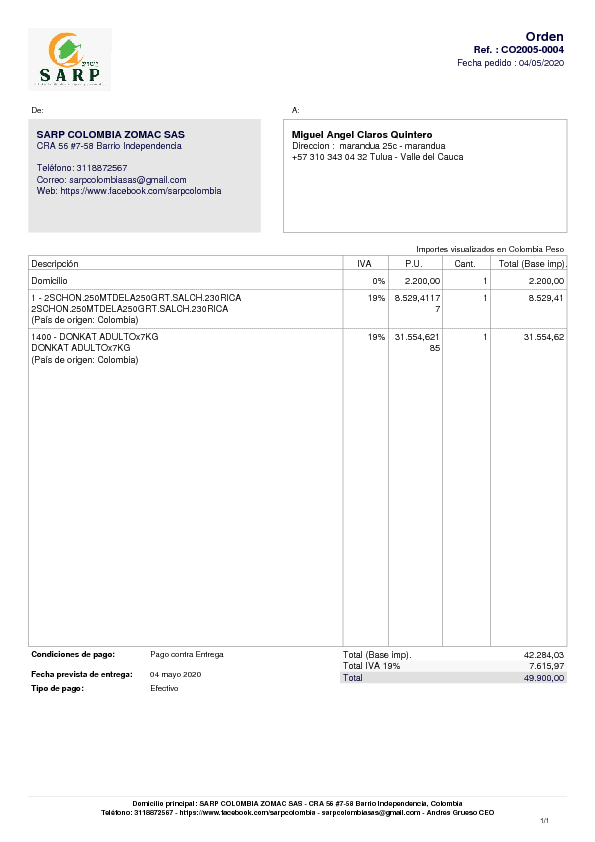 SARP
Orden
Ref. : CO2005-0004
Fecha pedido : 04/05/2020
De:
A:
SARP COLOMBIA ZOMAC SAS
CRA 56 #7-58 Barrio Independencia
Teléfono: 3118872567
Correo: sarpcolombiasas@gmail.com
Web: https://www.facebook.com/sarpcolombia
Miguel Angel Claros Quintero
Direccion : marandua 25c - marandua
+57 310 343 04 32 Tulua - Valle del Cauca
Importes visualizados en Colombia Peso
Descripción IVA P.U. Cant. Total (Base imp).
Domicilio 0% 2.200,00 1 2.200,00
1 - 2SCHON.250MTDELA250GRT.SALCH.230RICA 19% 8.529,4117 1 8.529,41
2SCHON.250MTDELA250GRT.SALCH.230RICA 7
(País de origen: Colombia)
1400 - DONKAT ADULTOx7KG 19% 31.554,621 1 31.554,62
DONKAT ADULTOx7KG 85
(País de origen: Colombia)
Condiciones de pago: Pago contra Entrega
Fecha prevista de entrega: 04 mayo 2020
Tipo de pago: Efectivo
Total (Base imp). 42.284,03
Total IVA 19% 7.615,97
Total 49.900,00
Domicilio principal: SARP COLOMBIA ZOMAC SAS - CRA 56 #7-58 Barrio Independencia, Colombia
Teléfono: 3118872567 - https://www.facebook.com/sarpcolombia - sarpcolombiasas@gmail.com - Andres Grueso CEO
1/1